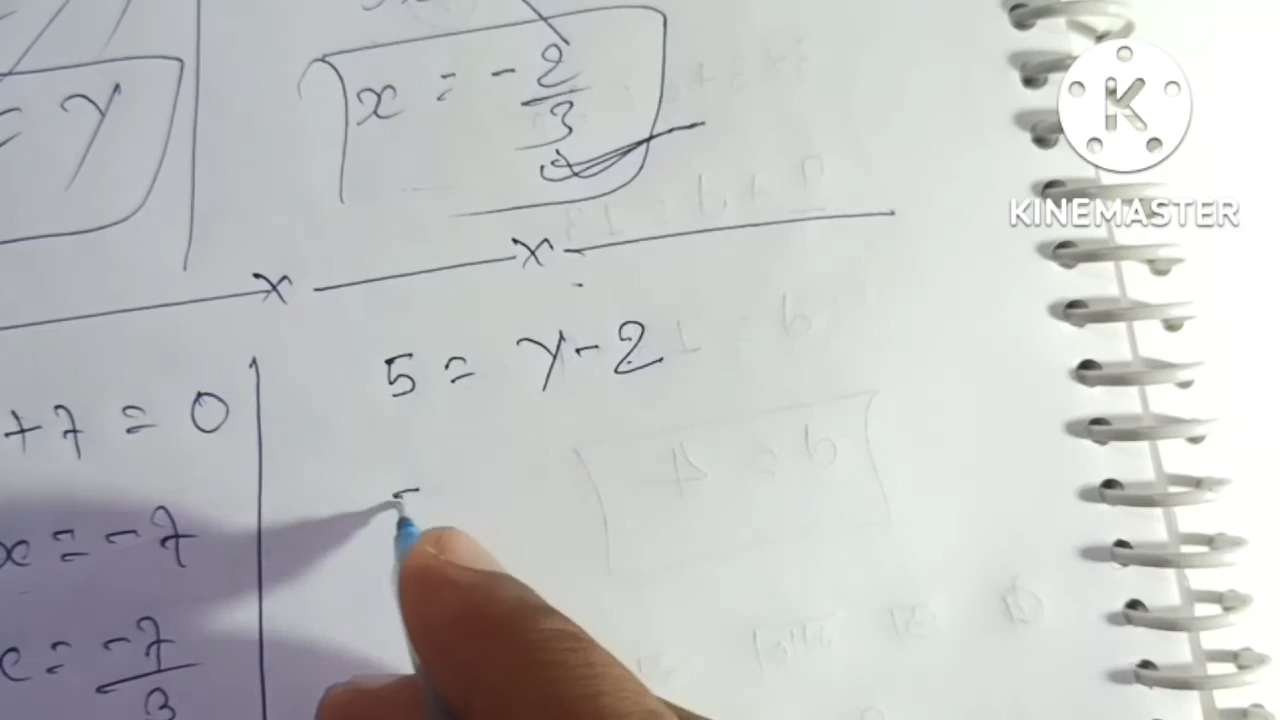 = y
x = - 2/3
x x
5 = y - 2
+ 7 = 0
x = - 7
= -7/3
K
KINEMASTER